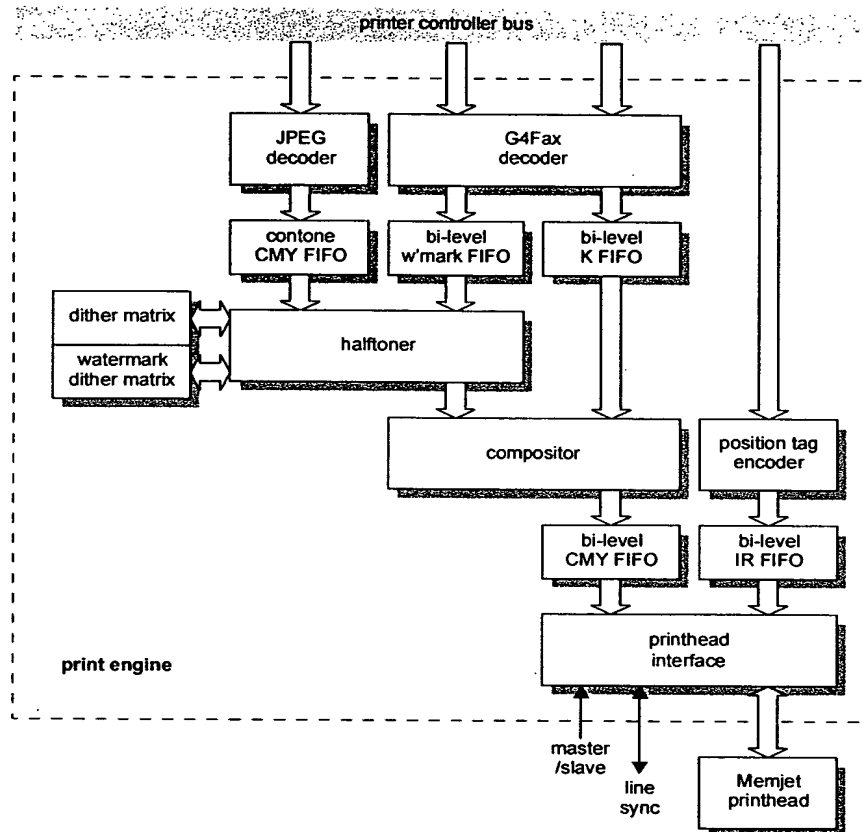 printer controller bus
JPEG
decoder
G4Fax
decoder
contone
CMY FIFO
bi-level
w'mark FIFO
bi-level
K FIFO
dither matrix
watermark
dither matrix
halftoner
compositor
position tag
encoder
bi-level
CMY FIFO
bi-level
IR FIFO
printhead
interface
print engine
master
/slave
line
sync
Memjet
printhead